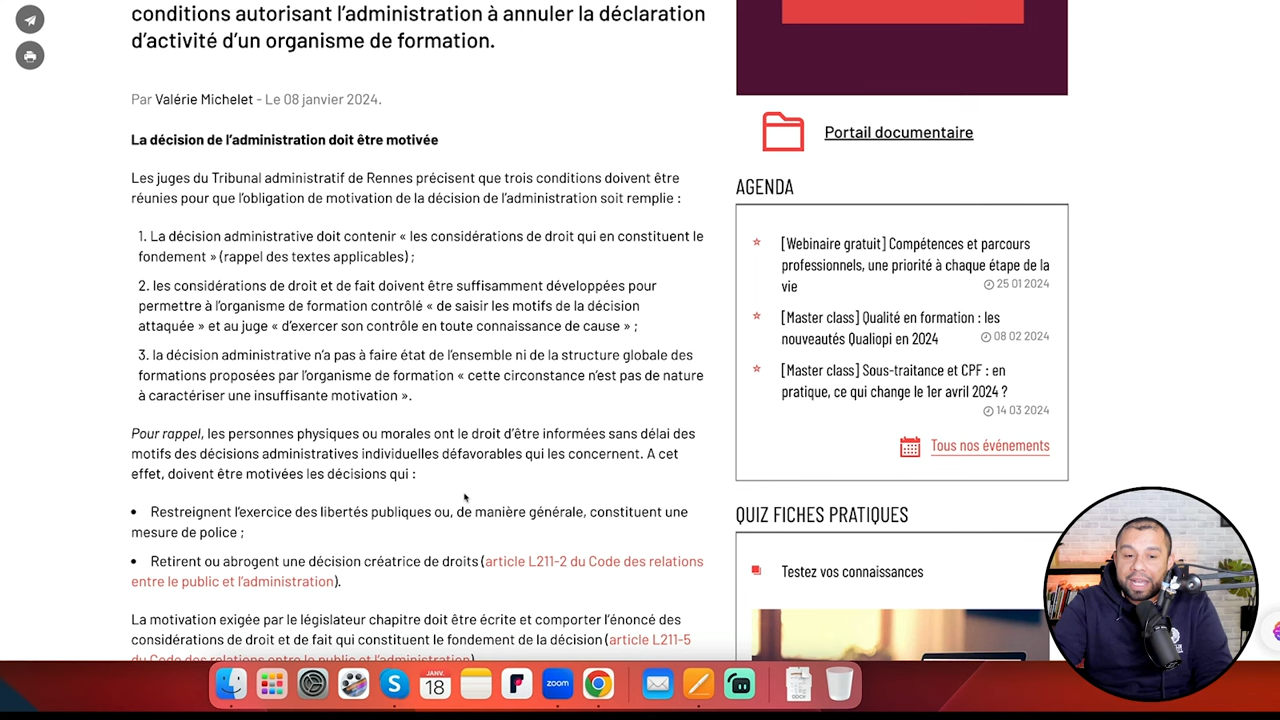 conditions autorisant l’administration à annuler la déclaration
d’activité d’un organisme de formation.
Par Valérie Michelet - Le 08 janvier 2024.
La décision de l’administration doit être motivée
Les juges du Tribunal administratif de Rennes précisent que trois conditions doivent être
réunies pour que l’obligation de motivation de la décision de l’administration soit remplie :
1. La décision administrative doit contenir « les considérations de droit qui en constituent le
fondement » (rappel des textes applicables) ;
2. les considérations de droit et de fait doivent être suffisamment développées pour
permettre à l’organisme de formation contrôlé « de saisir les motifs de la décision
attaquée » et au juge « d’exercer son contrôle en toute connaissance de cause » ;
3. la décision administrative n’a pas à faire état de l’ensemble ni de la structure globale des
formations proposées par l’organisme de formation « cette circonstance n’est pas de nature
à caractériser une insuffisante motivation ».
Pour rappel, les personnes physiques ou morales ont le droit d’être informées sans délai des
motifs des décisions administratives individuelles défavorables qui les concernent. A cet
effet, doivent être motivées les décisions qui :
• Restreignent l’exercice des libertés publiques ou, de manière générale, constituent une
mesure de police ;
• Retirent ou abrogent une décision créatrice de droits (article L211-2 du Code des relations
entre le public et l’administration).
La motivation exigée par le législateur chapitre doit être écrite et comporter l’énoncé des
considérations de droit et de fait qui constituent le fondement de la décision (article L211-5
du Code des relations entre le public et l’administration)
Portail documentaire
AGENDA
[Webinaire gratuit] Compétences et parcours
professionnels, une priorité à chaque étape de la
vie
25 01 2024
[Master class] Qualité en formation : les
nouveautés Qualiopi en 2024
08 02 2024
[Master class] Sous-traitance et CPF : en
pratique, ce qui change le 1er avril 2024 ?
14 03 2024
Tous nos événements
QUIZ FICHES PRATIQUES
Testez vos connaissances
JANV.
18
zoom